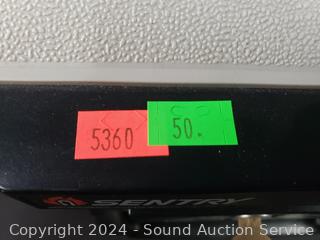 5360
50.
SENTRY
Copyright 2024 - Sound Auction Service